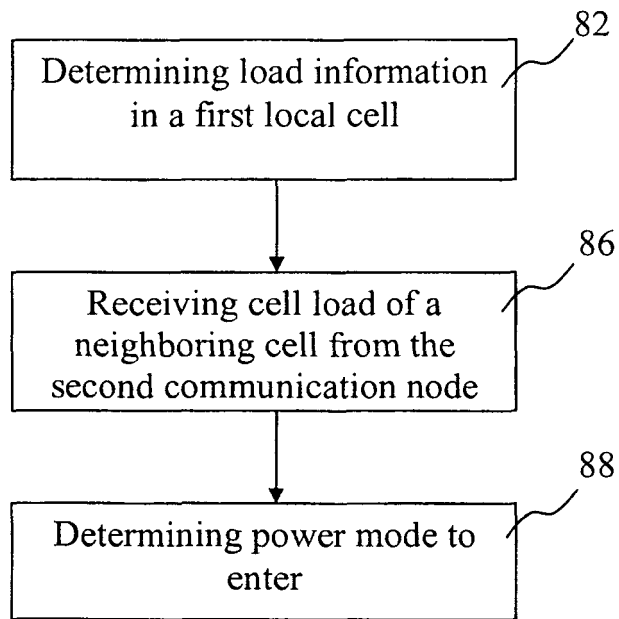 82
Determining load information
in a first local cell
86
Receiving cell load of a
neighboring cell from the
second communication node
88
Determining power mode to
enter